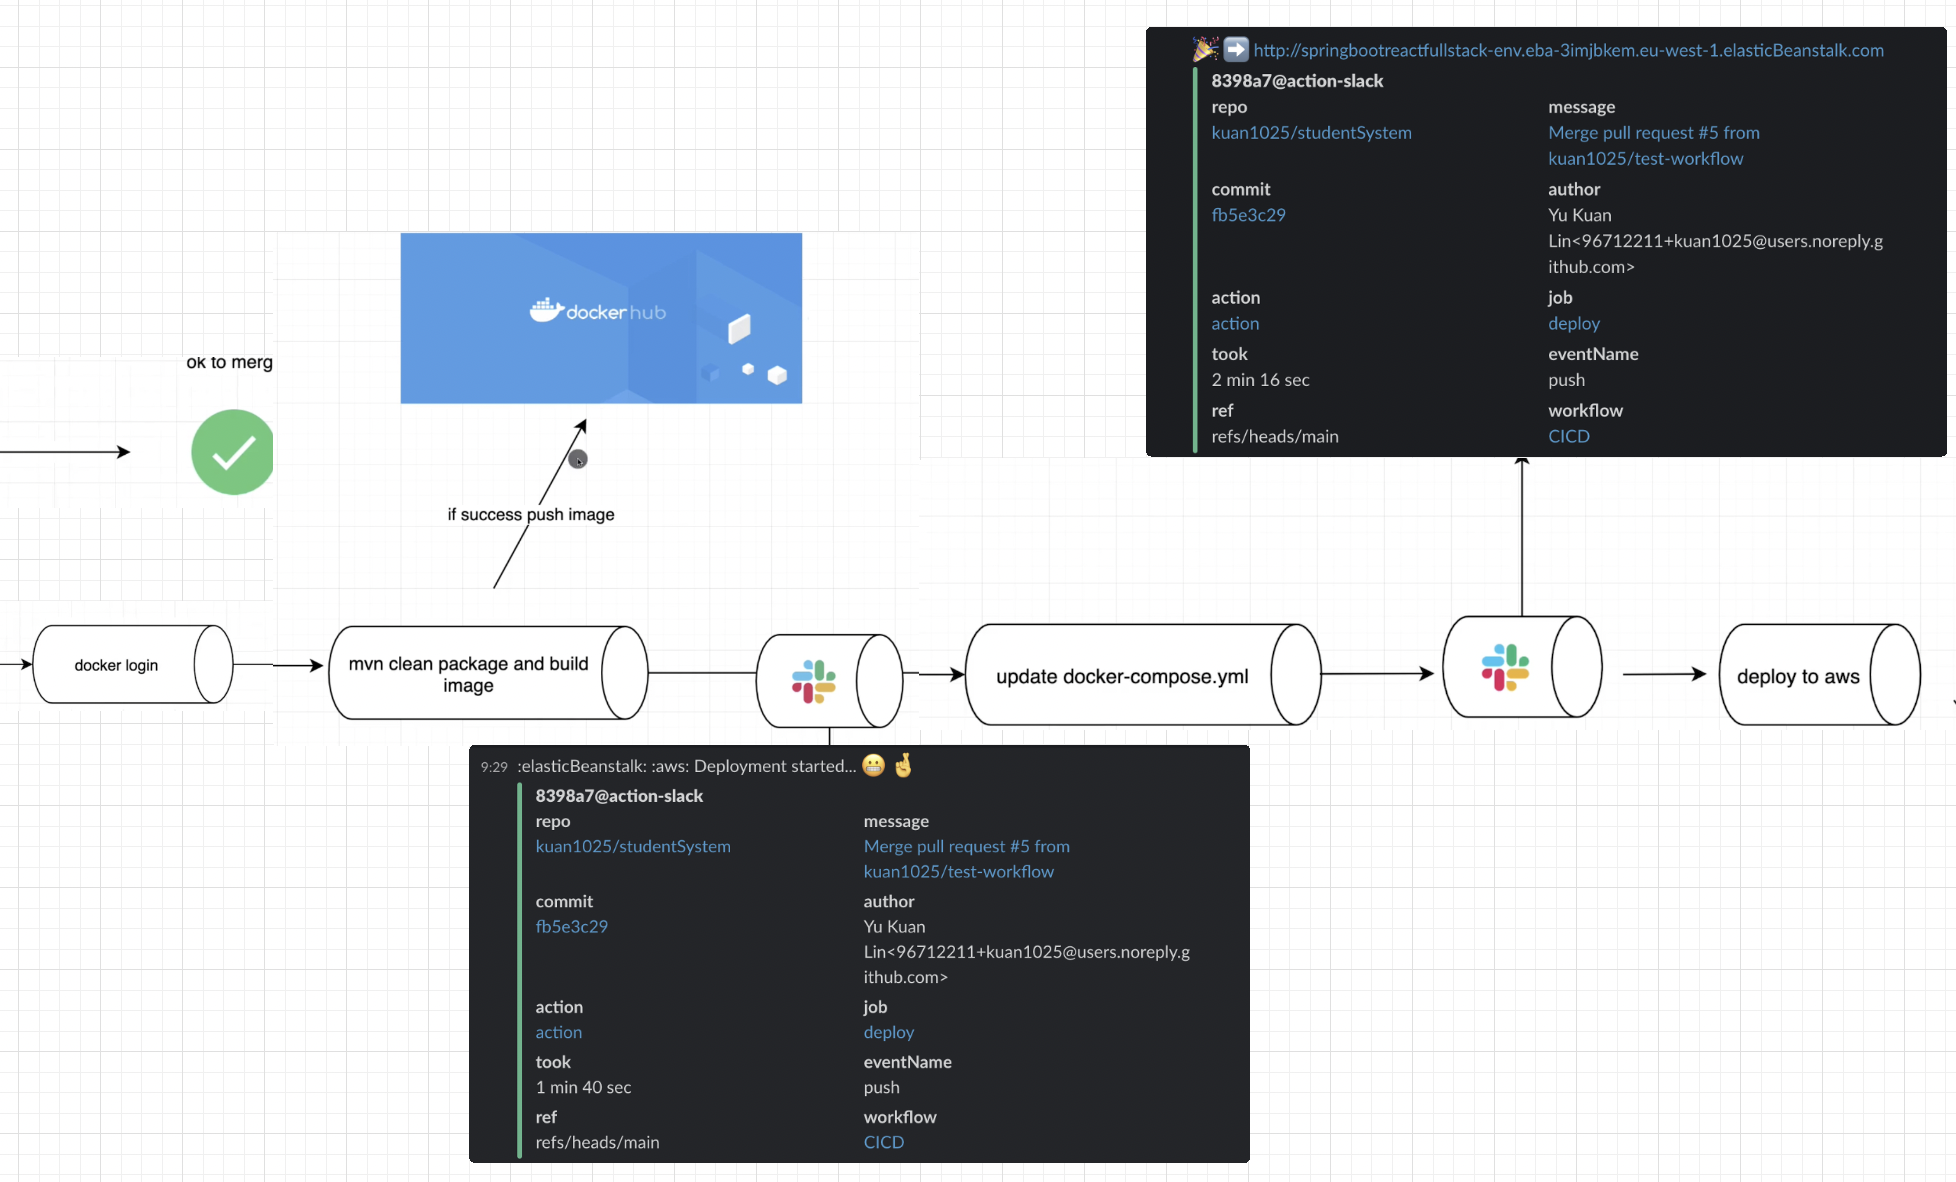 http://springbootreactfullstack-env.eba-3imjbkem.eu-west-1.elasticBeanstalk.com
8398a7@action-slack
repo
kuan1025/studentSystem
message
Merge pull request #5 from
kuan1025/test-workflow
commit
fb5e3c29
author
Yu Kuan
Lin<96712211+kuan1025@users.noreply.g
ithub.com>
action
action
job
deploy
took
2 min 16 sec
eventName
push
ref
refs/heads/main
workflow
CICD
dockerhub
ok to merg
if success push image
docker login
mvn clean package and build
image
update docker-compose.yml
deploy to aws
9:29 :elasticBeanstalk: :aws: Deployment started...
8398a7@action-slack
repo
kuan1025/studentSystem
message
Merge pull request #5 from
kuan1025/test-workflow
commit
fb5e3c29
author
Yu Kuan
Lin<96712211+kuan1025@users.noreply.g
ithub.com>
action
action
job
deploy
took
1 min 40 sec
eventName
push
ref
refs/heads/main
workflow
CICD